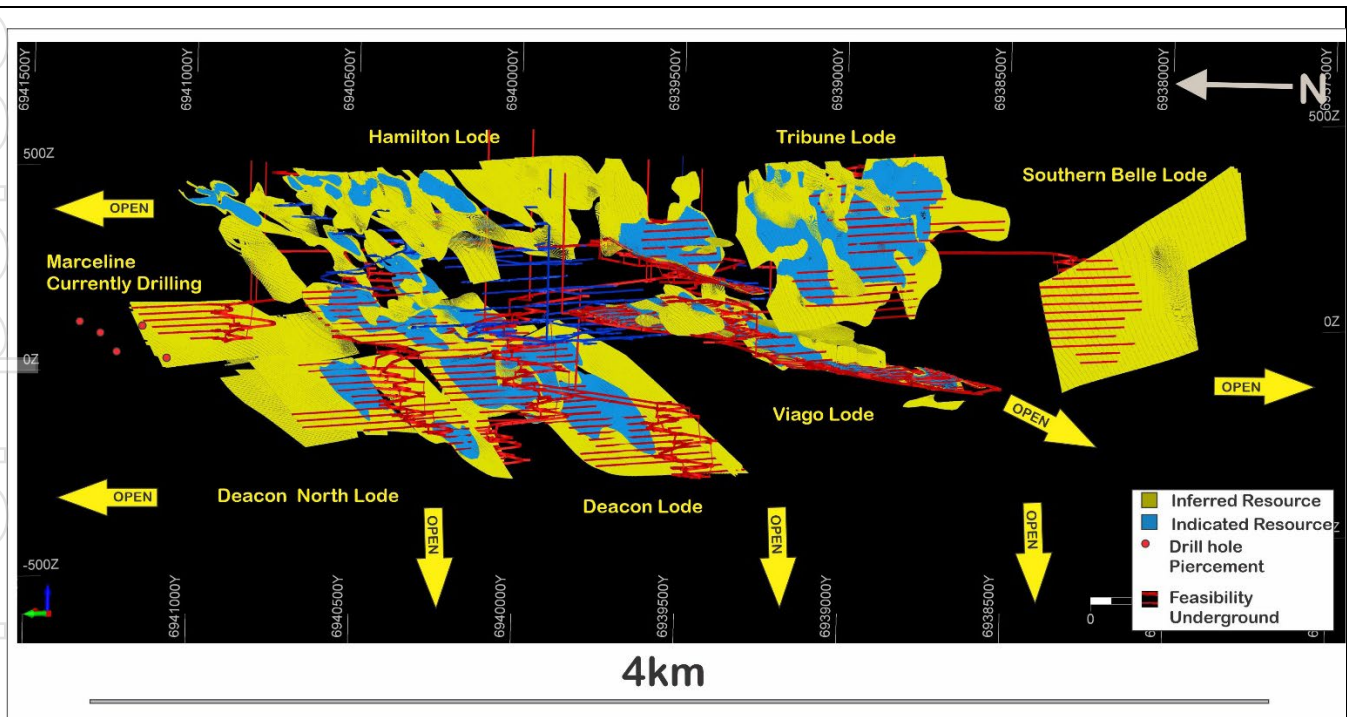 6941500Y
6941000Y
6940500Y
6940000Y
6939500Y
6939000Y
6938500Y
6938000Y
N
500Z
500Z
Hamilton Lode
Tribune Lode
Southern Belle Lode
OPEN
Marceline
Currently Drilling
0Z
0Z
OPEN
Viago Lode
OPEN
OPEN
Deacon North Lode
Deacon Lode
OPEN
OPEN
OPEN
Inferred Resource
Indicated Resource
Drill hole
Piercement
Feasibility
Underground
-500Z
0
6941000Y
6940500Y
6940000Y
6939500Y
6939000Y
6938500Y
4km